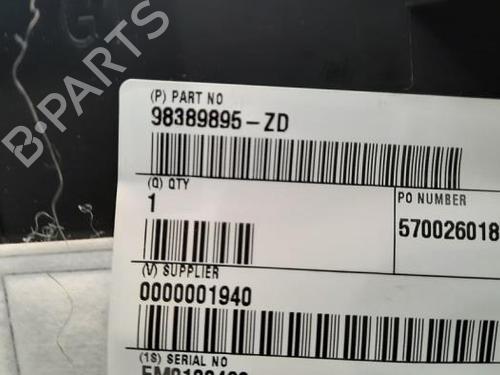 B-PARTS
(P) PART NO
98389895-ZD
(Q) QTY
1
PO NUMBER
570026018
(V) SUPPLIER
0000001940
(1S) SERIAL NO